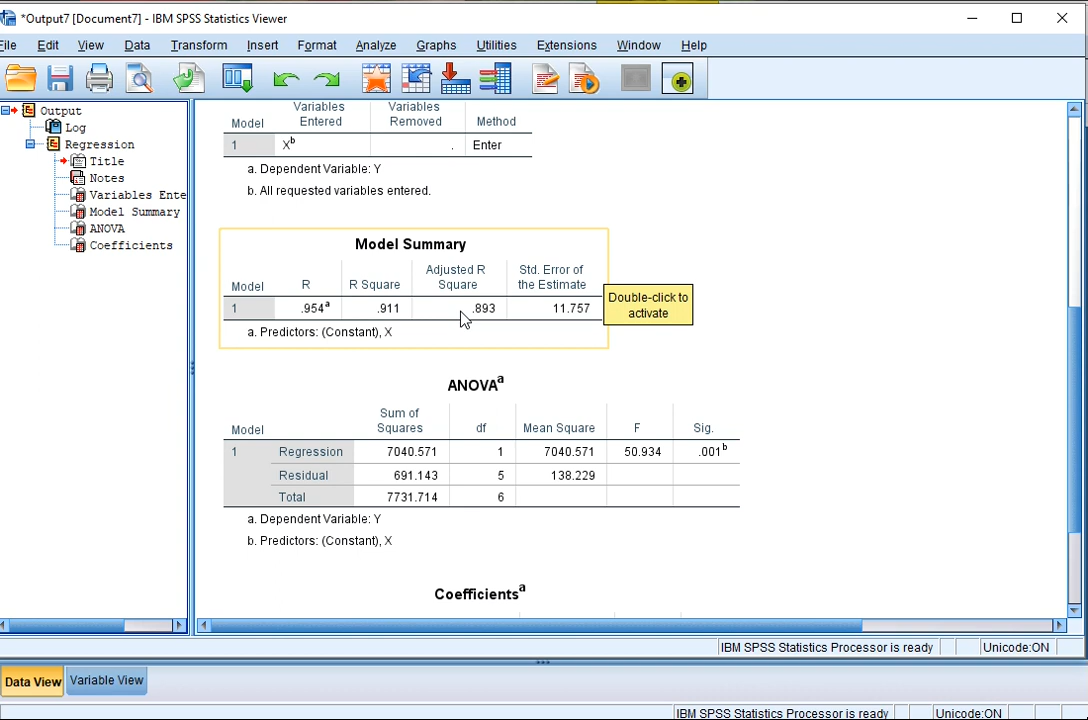 *Output7 [Document7] - IBM SPSS Statistics Viewer
File Edit View Data Transform Insert Format Analyze Graphs Utilities Extensions Window Help
Output
Log
Regression
Title
Notes
Variables Ente
Model Summary
ANOVA
Coefficients
Model Variables Entered Variables Removed Method
1 Xb . Enter
a. Dependent Variable: Y
b. All requested variables entered.
Model Summary
Model R R Square Adjusted R Square Std. Error of the Estimate
1 .954a .911 .893 11.757
a. Predictors: (Constant), X
Double-click to
activate
ANOVAa
Model Sum of Squares df Mean Square F Sig.
1 Regression 7040.571 1 7040.571 50.934 .001b
Residual 691.143 5 138.229
Total 7731.714 6
a. Dependent Variable: Y
b. Predictors: (Constant), X
Coefficientsa
IBM SPSS Statistics Processor is ready Unicode:ON
Data View Variable View
IBM SPSS Statistics Processor is ready Unicode:ON